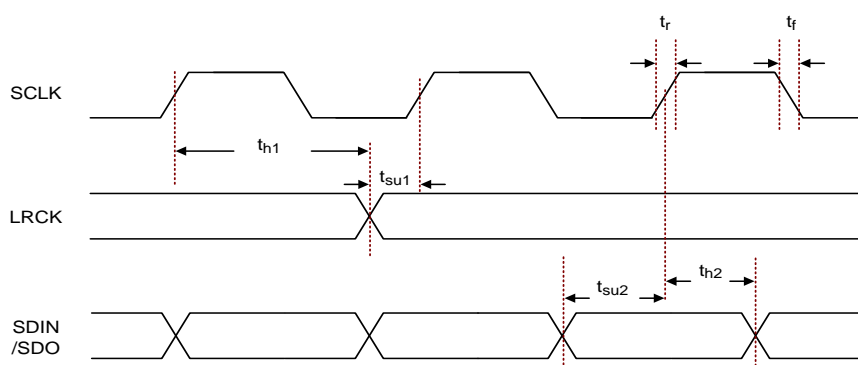 tr
tf
SCLK
th1
tsu1
LRCK
tsu2
th2
SDIN
/SDO